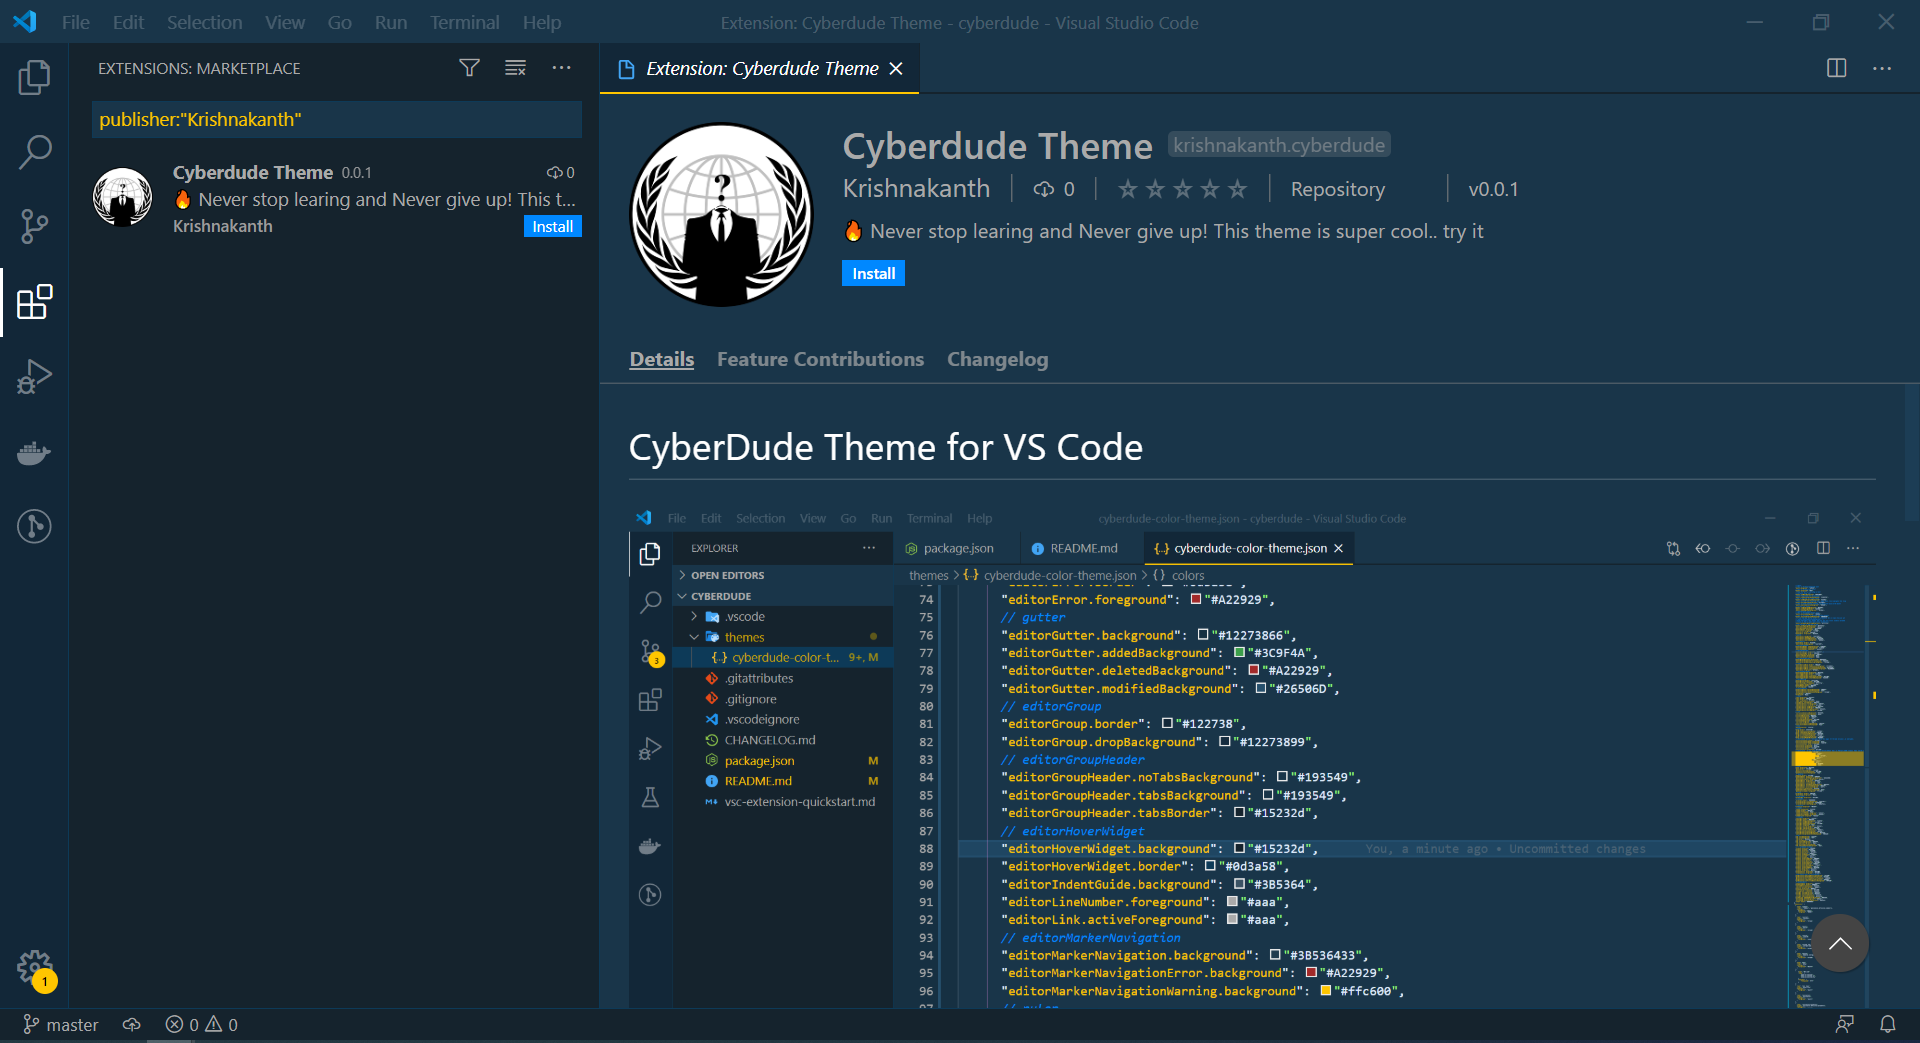 File Edit Selection View Go Run Terminal Help
Extension: Cyberdude Theme - cyberdude - Visual Studio Code
EXTENSIONS: MARKETPLACE
publisher:"Krishnakanth"
Cyberdude Theme 0.0.1 0
🔥 Never stop learing and Never give up! This t...
Krishnakanth
Install
Extension: Cyberdude Theme
Cyberdude Theme krishnakanth.cyberdude
Krishnakanth 0 Repository v0.0.1
🔥 Never stop learing and Never give up! This theme is super cool.. try it
Install
Details Feature Contributions Changelog
CyberDude Theme for VS Code
File Edit Selection View Go Run Terminal Help
cyberdude-color-theme.json - cyberdude - Visual Studio Code
EXPLORER
OPEN EDITORS
CYBERDUDE
.vscode
themes
{..} cyberdude-color-t... 9+, M
.gitattributes
.gitignore
.vscodeignore
CHANGELOG.md
package.json M
README.md M
vsc-extension-quickstart.md
3
package.json README.md {..} cyberdude-color-theme.json
themes > {..} cyberdude-color-theme.json > {} colors
74 "editorError.foreground": "#A22929",
75 // gutter
76 "editorGutter.background": "#12273866",
77 "editorGutter.addedBackground": "#3C9F4A",
78 "editorGutter.deletedBackground": "#A22929",
79 "editorGutter.modifiedBackground": "#26506D",
80 // editorGroup
81 "editorGroup.border": "#122738",
82 "editorGroup.dropBackground": "#12273899",
83 // editorGroupHeader
84 "editorGroupHeader.noTabsBackground": "#193549",
85 "editorGroupHeader.tabsBackground": "#193549",
86 "editorGroupHeader.tabsBorder": "#15232d",
87 // editorHoverWidget
88 "editorHoverWidget.background": "#15232d", You, a minute ago • Uncommitted changes
89 "editorHoverWidget.border": "#0d3a58",
90 "editorIndentGuide.background": "#3B5364",
91 "editorLineNumber.foreground": "#aaa",
92 "editorLink.activeForeground": "#aaa",
93 // editorMarkerNavigation
94 "editorMarkerNavigation.background": "#3B536433",
95 "editorMarkerNavigationError.background": "#A22929",
96 "editorMarkerNavigationWarning.background": "#ffc600",
1
master 0 0